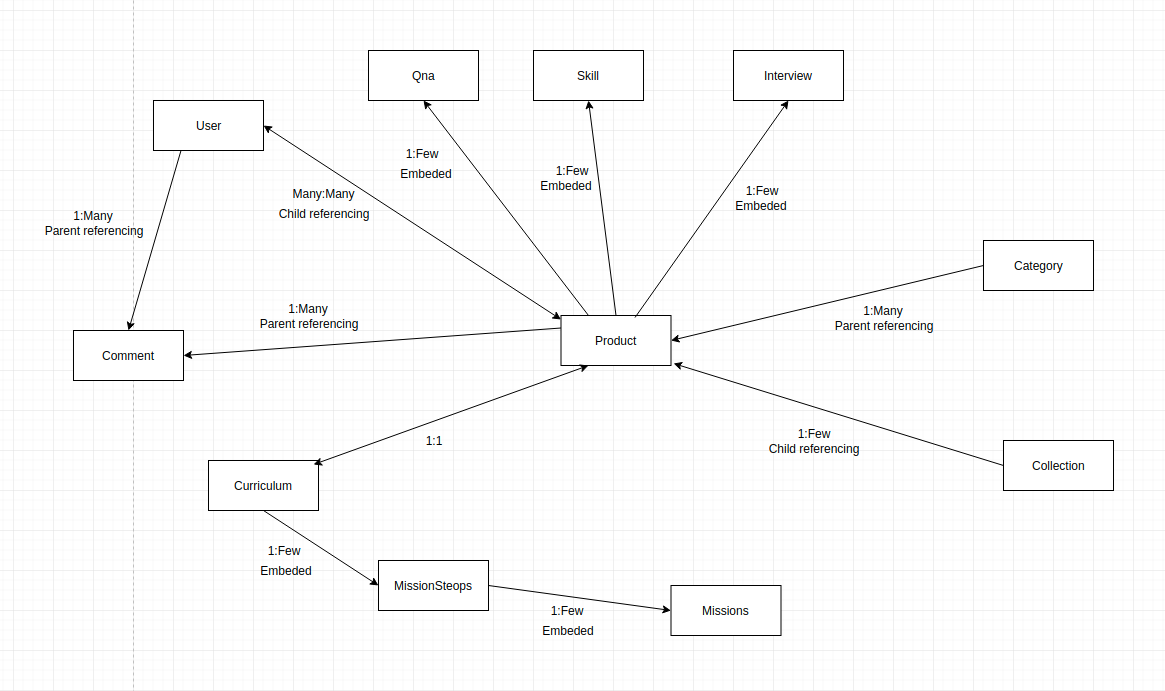 Qna
Skill
Interview
User
1:Few
Embeded
1:Few
Embeded
1:Few
Embeded
Many:Many
Child referencing
1:Many
Parent referencing
Category
1:Many
Parent referencing
1:Many
Parent referencing
Product
Comment
1:1
1:Few
Child referencing
Collection
Curriculum
1:Few
Embeded
MissionSteops
1:Few
Embeded
Missions